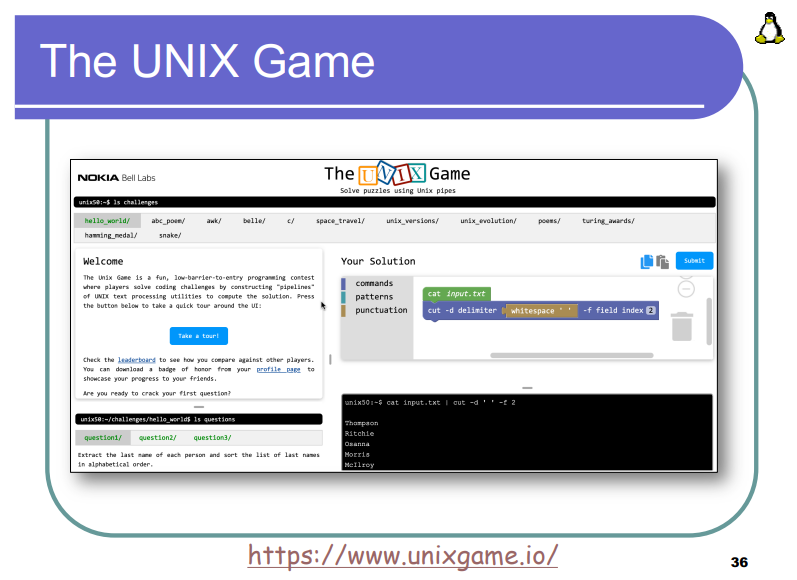 The UNIX Game
NOKIA Bell Labs
The UNIX Game
Solve puzzles using Unix pipes
unix50:~$ ls challenges
hello_world/ abc_poem/ awk/ belle/ c/ space_travel/ unix_versions/ unix_evolution/ poems/ turing_awards/
hamming_medal/ snake/
Welcome
The Unix Game is a fun, low-barrier-to-entry programming contest
where players solve coding challenges by constructing "pipelines"
of UNIX text processing utilities to compute the solution. Press
the button below to take a quick tour around the UI:
Take a tour!
Check the leaderboard to see how you compare against other players.
You can download a badge of honor from your profile page to
showcase your progress to your friends.
Are you ready to crack your first question?
unix50:~/challenges/hello_world$ ls questions
question1/ question2/ question3/
Extract the last name of each person and sort the list of last names
in alphabetical order.
Your Solution
Submit
commands
patterns
punctuation
cat input.txt
cut -d delimiter whitespace ' ' -f field index 2
unix50:~$ cat input.txt | cut -d ' ' -f 2
Thompson
Ritchie
Osanna
Morris
McIlroy
https://www.unixgame.io/
36